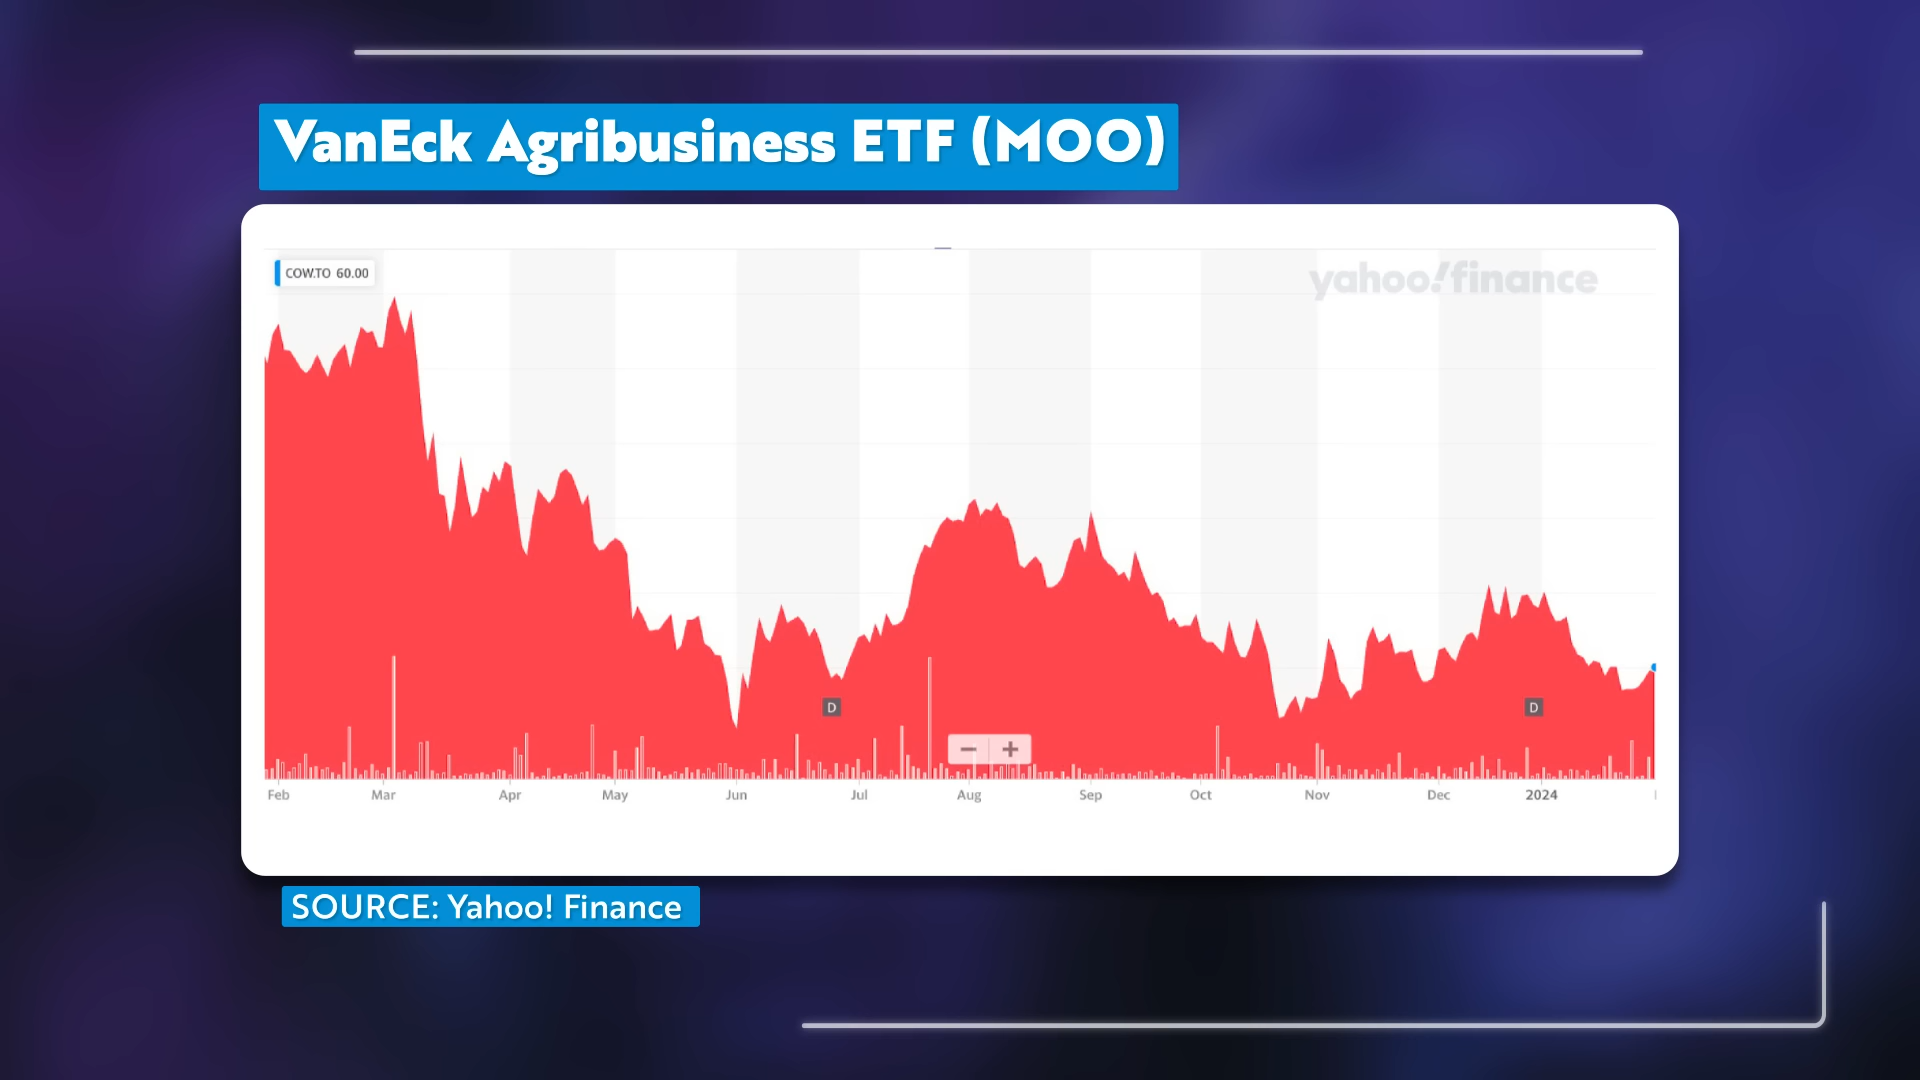 VanEck Agribusiness ETF (MOO)
COW.TO 60.00
yahoo!finance
D
D
− +
Feb Mar Apr May Jun Jul Aug Sep Oct Nov Dec 2024
SOURCE: Yahoo! Finance